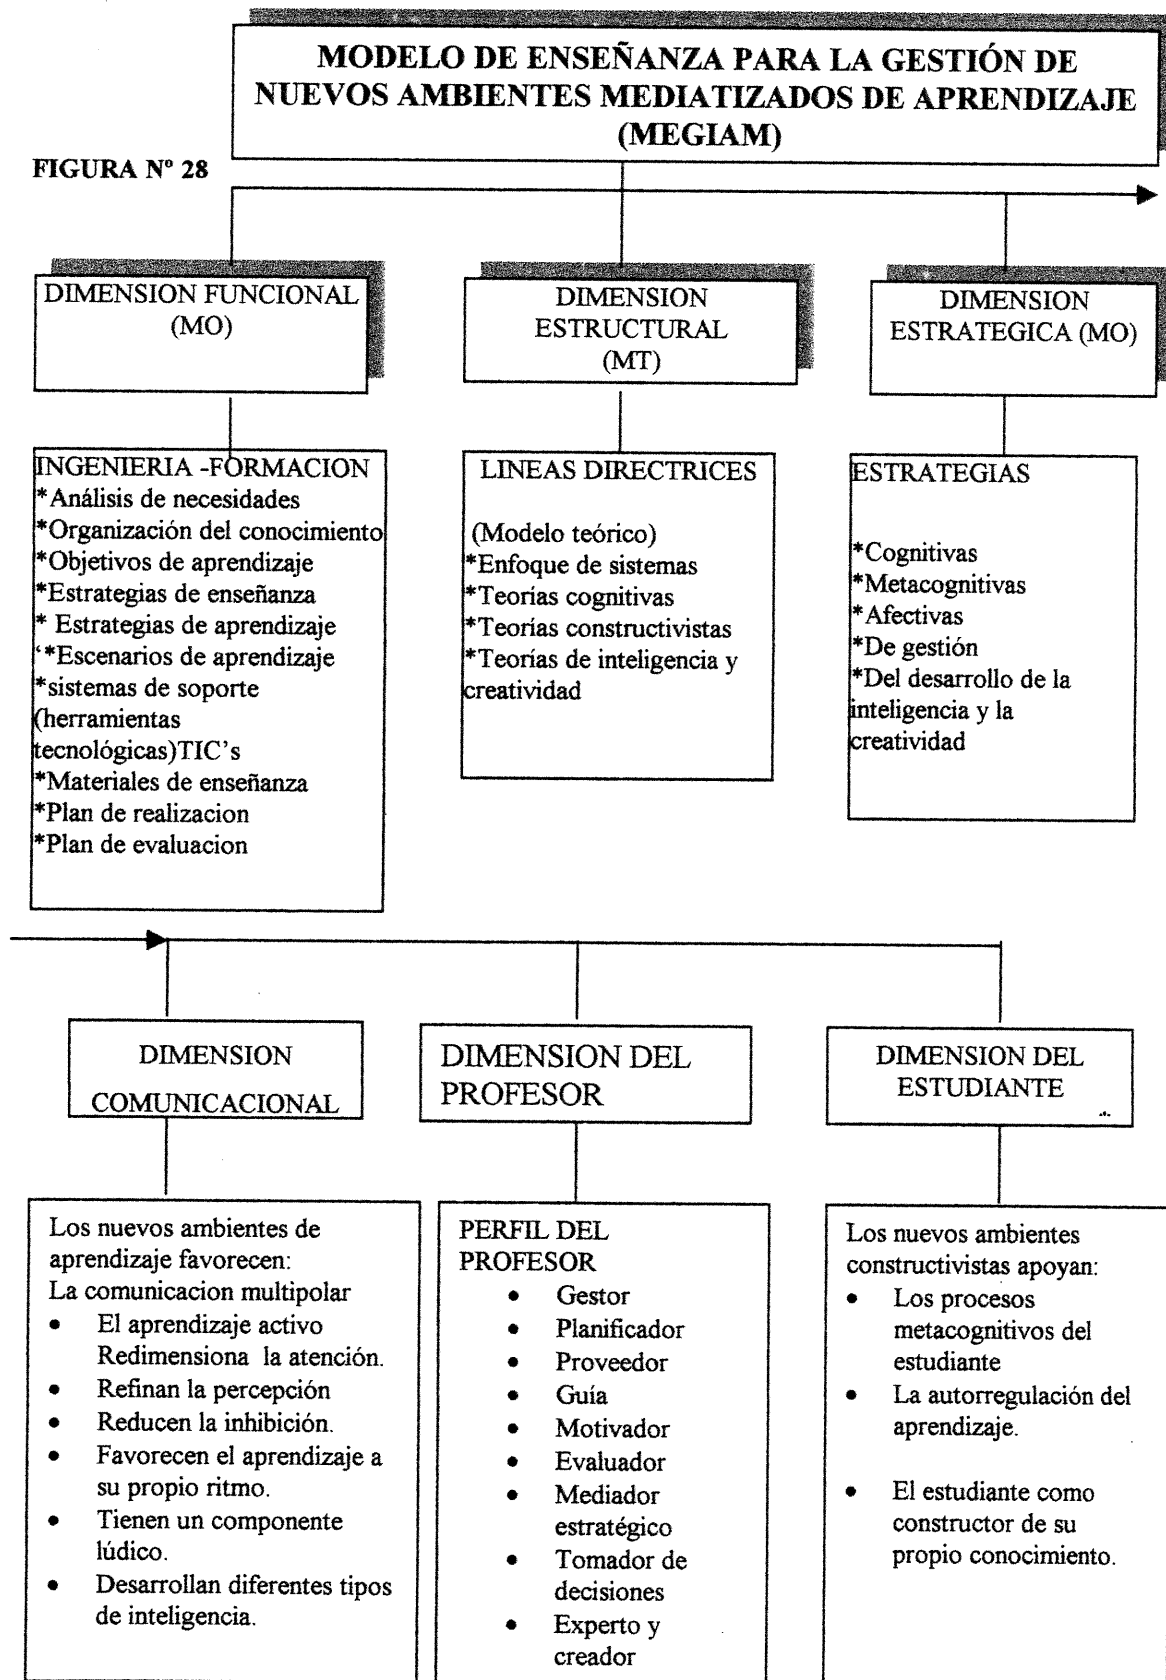 MODELO DE ENSEÑANZA PARA LA GESTIÓN DE
NUEVOS AMBIENTES MEDIATIZADOS DE APRENDIZAJE
(MEGIAM)
FIGURA Nº 28
DIMENSION FUNCIONAL
(MO)
DIMENSION
ESTRUCTURAL
(MT)
DIMENSION
ESTRATEGICA (MO)
INGENIERIA -FORMACION
*Análisis de necesidades
*Organización del conocimiento
*Objetivos de aprendizaje
*Estrategias de enseñanza
* Estrategias de aprendizaje
‘*Escenarios de aprendizaje
*sistemas de soporte
(herramientas
tecnológicas)TIC’s
*Materiales de enseñanza
*Plan de realizacion
*Plan de evaluacion
LINEAS DIRECTRICES
(Modelo teórico)
*Enfoque de sistemas
*Teorías cognitivas
*Teorías constructivistas
*Teorías de inteligencia y
creatividad
ESTRATEGIAS
*Cognitivas
*Metacognitivas
*Afectivas
*De gestión
*Del desarrollo de la
inteligencia y la
creatividad
DIMENSION
COMUNICACIONAL
DIMENSION DEL
PROFESOR
DIMENSION DEL
ESTUDIANTE
Los nuevos ambientes de
aprendizaje favorecen:
La comunicacion multipolar
• El aprendizaje activo
Redimensiona la atención.
• Refinan la percepción
• Reducen la inhibición.
• Favorecen el aprendizaje a
su propio ritmo.
• Tienen un componente
lúdico.
• Desarrollan diferentes tipos
de inteligencia.
PERFIL DEL
PROFESOR
• Gestor
• Planificador
• Proveedor
• Guía
• Motivador
• Evaluador
• Mediador
estratégico
• Tomador de
decisiones
• Experto y
creador
Los nuevos ambientes
constructivistas apoyan:
• Los procesos
metacognitivos del
estudiante
• La autorregulación del
aprendizaje.
• El estudiante como
constructor de su
propio conocimiento.